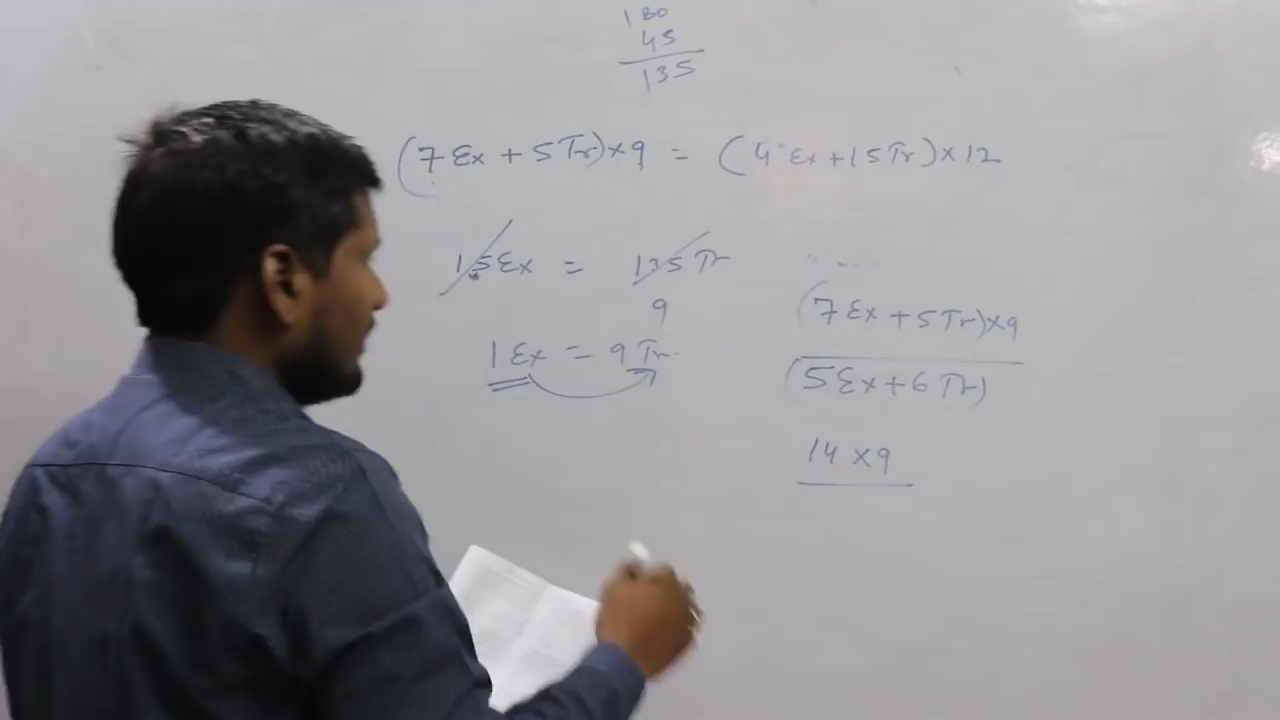 180
45
135
(7 Ex + 5 Tr) × 9 = (4 Ex + 15 Tr) × 12
15 Ex = 135 Tr
9
1 Ex = 9 Tr
(7 Ex + 5 Tr) × 9
(5 Ex + 6 Tr)
14 × 9